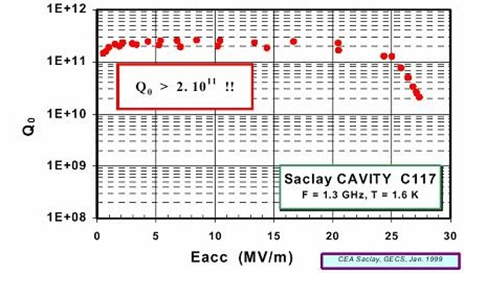 1E+12
1E+11
1E+10
1E+09
1E+08
Q0
Q0 > 2. 10^11 !!
Saclay CAVITY C117
F = 1.3 GHz, T = 1.6 K
0 5 10 15 20 25 30
Eacc (MV/m)
CEA Saclay, GECS, Jan. 1999